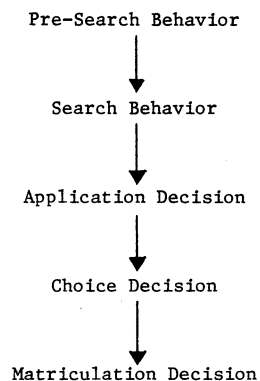 Pre-Search Behavior
Search Behavior
Application Decision
Choice Decision
Matriculation Decision